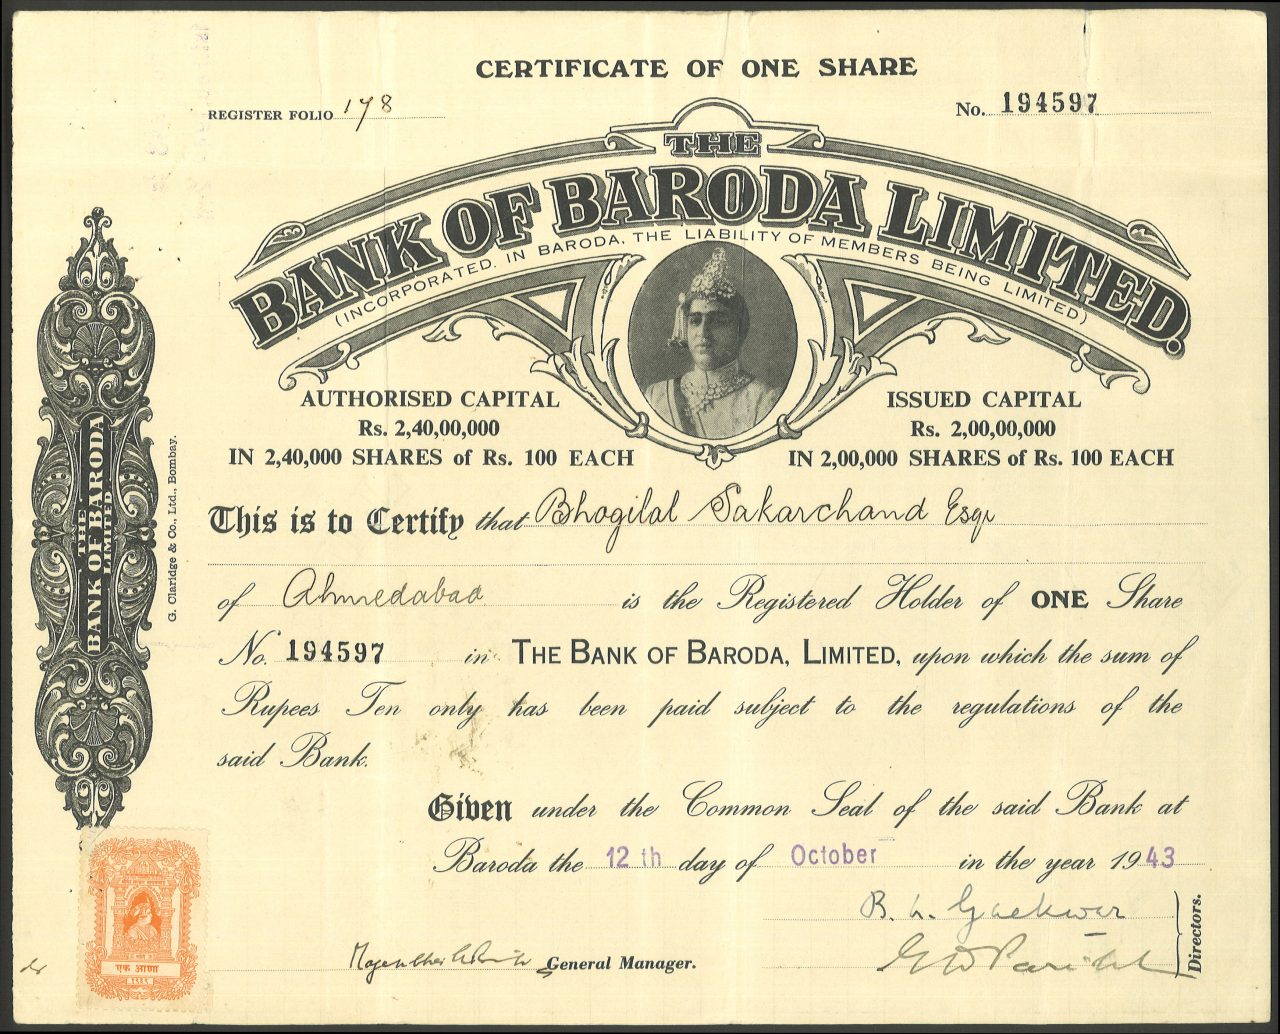 CERTIFICATE OF ONE SHARE
REGISTER FOLIO 178
No. 194597
THE
BANK OF BARODA LIMITED.
(INCORPORATED. IN BARODA. THE LIABILITY OF MEMBERS BEING LIMITED)
AUTHORISED CAPITAL
Rs. 2,40,00,000
IN 2,40,000 SHARES of Rs. 100 EACH
ISSUED CAPITAL
Rs. 2,00,00,000
IN 2,00,000 SHARES of Rs. 100 EACH
THE
BANK OF BARODA
LIMITED
G. Claridge & Co., Ltd., Bombay.
This is to Certify that Bhogilal Sakarchand Esqr
of Ahmedabad is the Registered Holder of ONE Share
No. 194597 in THE BANK OF BARODA, LIMITED, upon which the sum of
Rupees Ten only has been paid subject to the regulations of the
said Bank.
Given under the Common Seal of the said Bank at
Baroda the 12 th day of October in the year 1943
Directors.
General Manager.
एक आणा